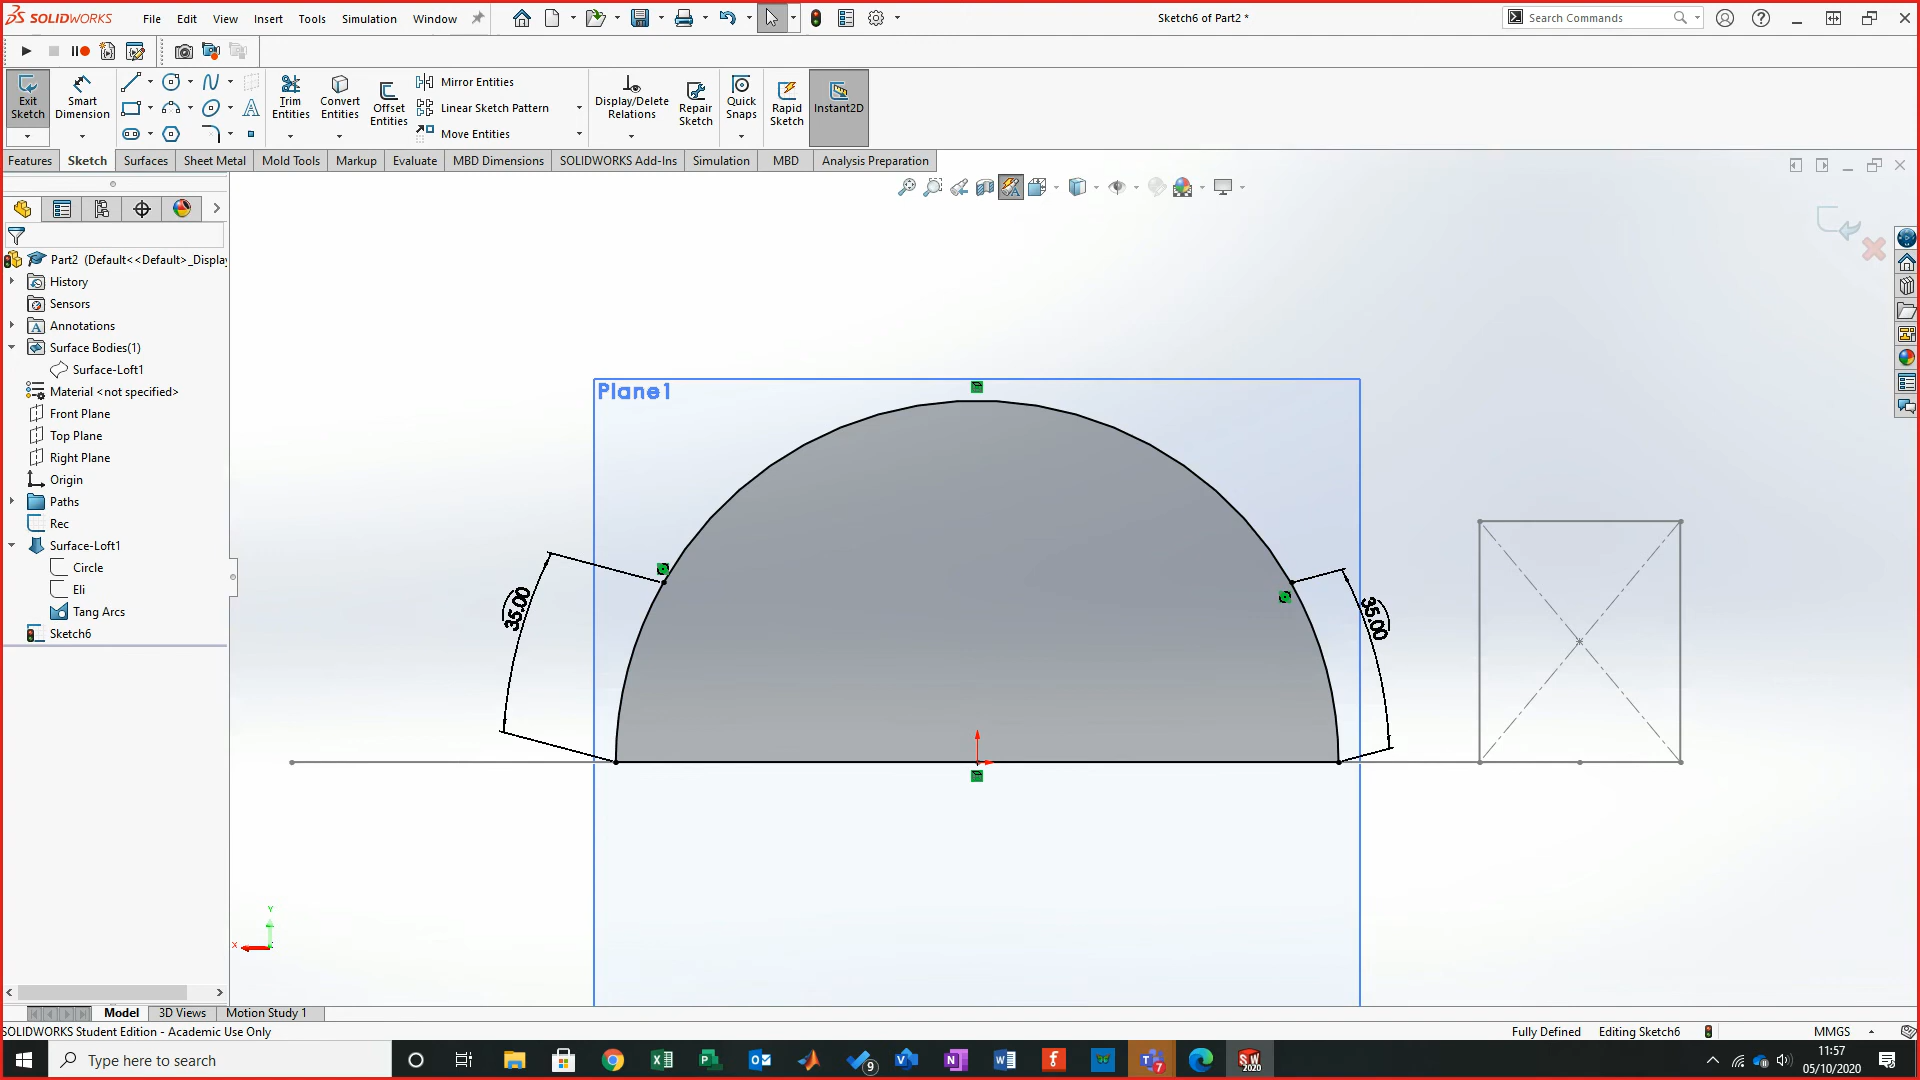 SOLIDWORKS File Edit View Insert Tools Simulation Window Sketch6 of Part2 * Search Commands
Exit Sketch
Smart Dimension
Trim Entities
Convert Entities
Offset Entities
Mirror Entities
Linear Sketch Pattern
Move Entities
Display/Delete Relations
Repair Sketch
Quick Snaps
Rapid Sketch
Instant2D
Features Sketch Surfaces Sheet Metal Mold Tools Markup Evaluate MBD Dimensions SOLIDWORKS Add-Ins Simulation MBD Analysis Preparation
Part2 (Default<<Default>_Display
History
Sensors
Annotations
Surface Bodies(1)
Surface-Loft1
Material <not specified>
Front Plane
Top Plane
Right Plane
Origin
Paths
Rec
Surface-Loft1
Circle
Eli
Tang Arcs
Sketch6
Plane1
35.00
35.00
Y
X
Model 3D Views Motion Study 1
SOLIDWORKS Student Edition - Academic Use Only Fully Defined Editing Sketch6 MMGS
Type here to search
9
7
SW
2020
11:57
05/10/2020